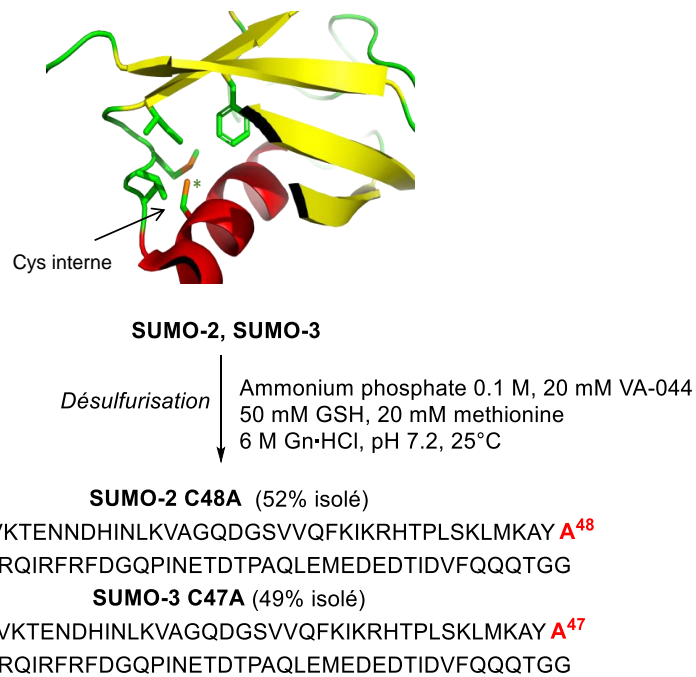 *
Cys interne
SUMO-2, SUMO-3
Désulfurisation
Ammonium phosphate 0.1 M, 20 mM VA-044
50 mM GSH, 20 mM methionine
6 M Gn·HCl, pH 7.2, 25°C
SUMO-2 C48A (52% isolé)
VKTENNDHINLKVAGQDGSVVQFKIKRHTPLSKLMKAY A48
RQIRFRFDGQPINETDTPAQLEMEDEDTIDVFQQQTGG
SUMO-3 C47A (49% isolé)
VKTENDHINLKVAGQDGSVVQFKIKRHTPLSKLMKAY A47
RQIRFRFDGQPINETDTPAQLEMEDEDTIDVFQQQTGG